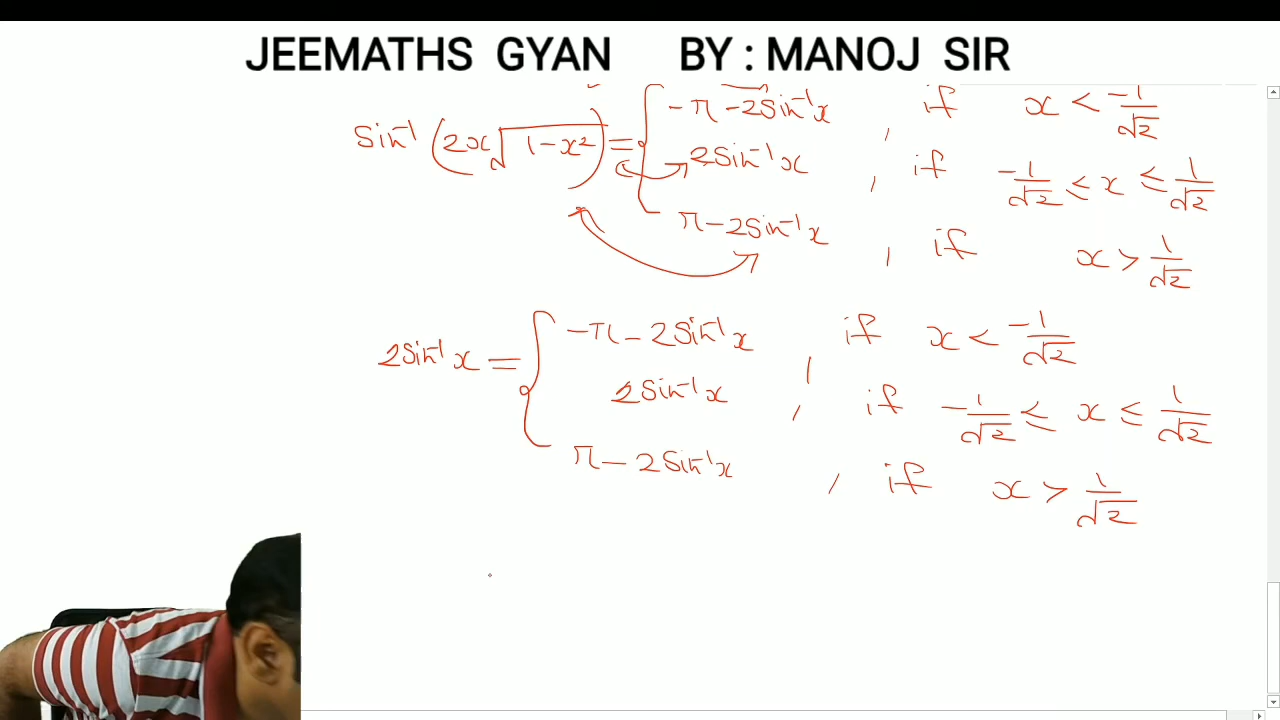 JEEMATHS GYAN BY : MANOJ SIR
-π -2Sin⁻¹x , if x < -1/√2
Sin⁻¹(2x√1-x²) = { 2Sin⁻¹x , if -1/√2 ≤ x ≤ 1/√2
π - 2Sin⁻¹x , if x > 1/√2
-π - 2Sin⁻¹x , if x < -1/√2
2Sin⁻¹x = { 2Sin⁻¹x , if -1/√2 ≤ x ≤ 1/√2
π - 2Sin⁻¹x , if x > 1/√2